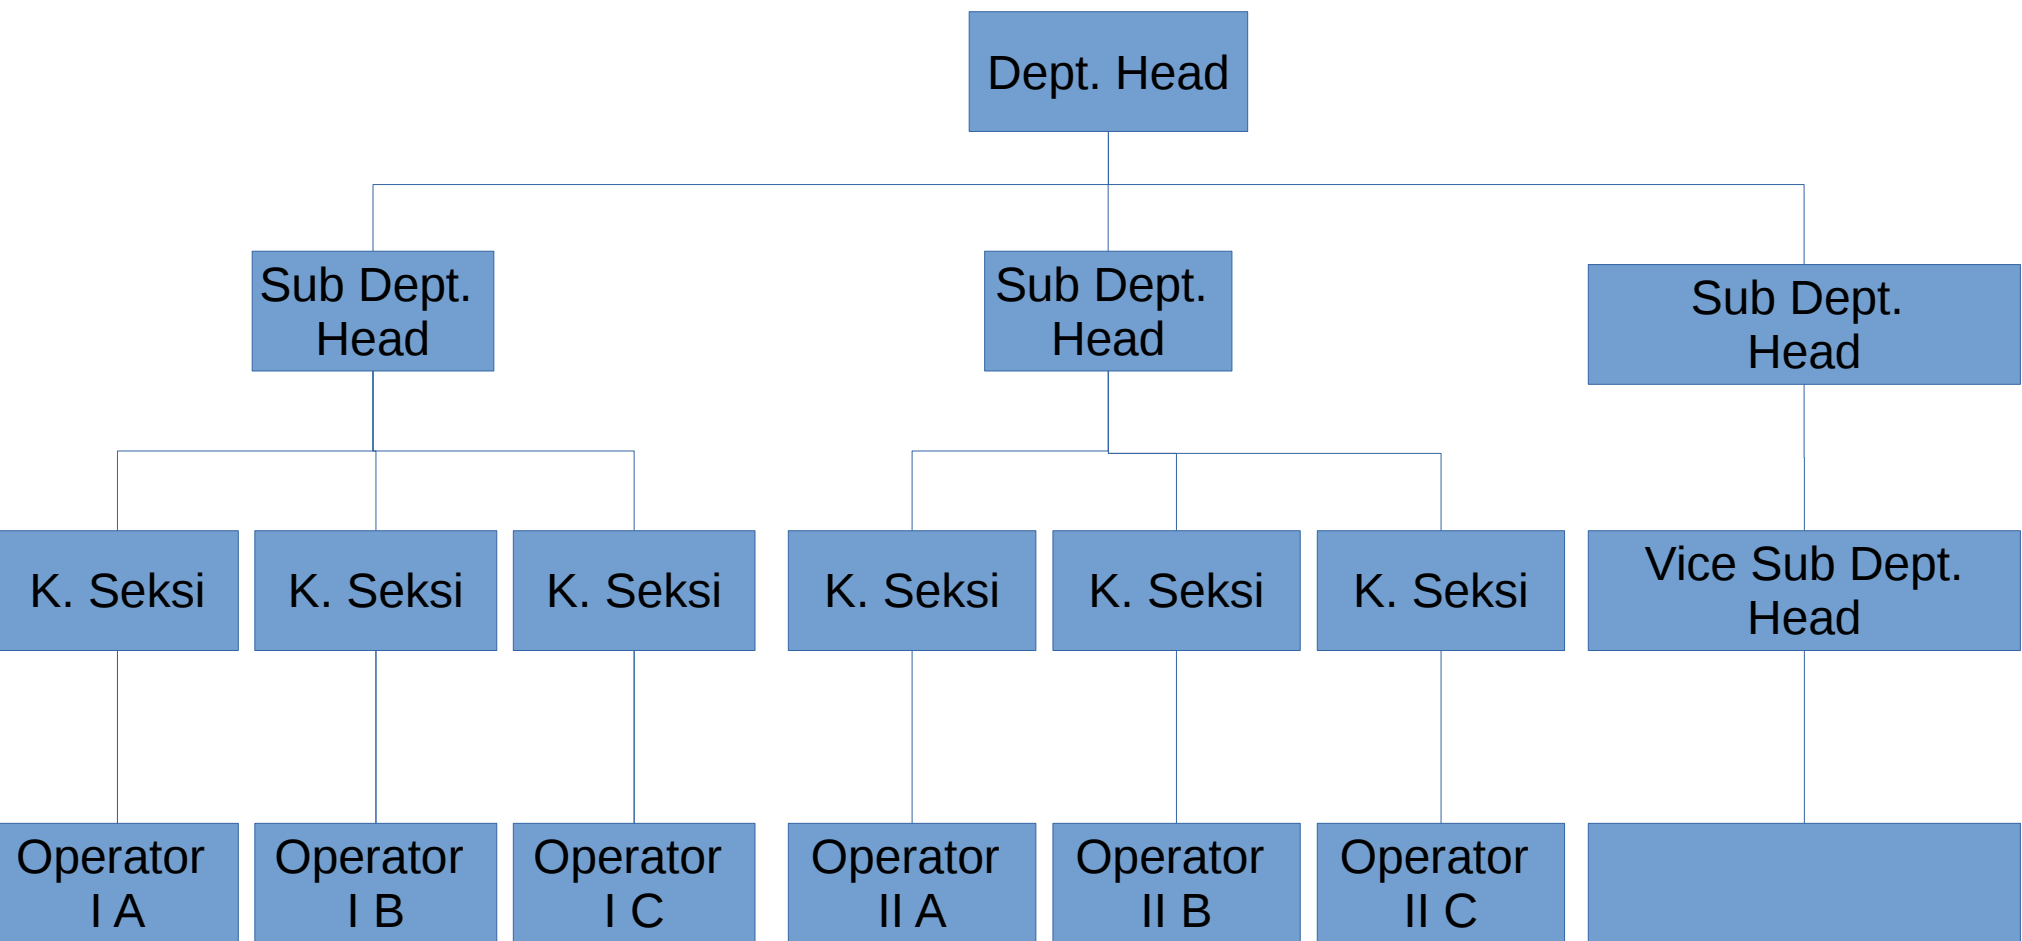 Dept. Head
Sub Dept.
Head
Sub Dept.
Head
Sub Dept.
Head
K. Seksi
K. Seksi
K. Seksi
K. Seksi
K. Seksi
K. Seksi
Vice Sub Dept.
Head
Operator
I A
Operator
I B
Operator
I C
Operator
II A
Operator
II B
Operator
II C